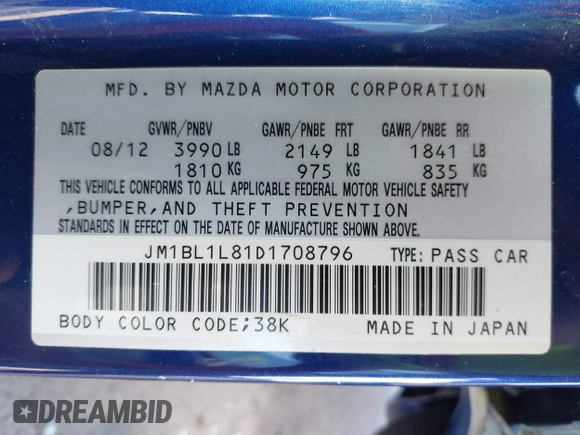 MFD. BY MAZDA MOTOR CORPORATION
DATE GVWR/PNBV GAWR/PNBE FRT GAWR/PNBE RR
08/12 3990 LB 2149 LB 1841 LB
1810 KG 975 KG 835 KG
THIS VEHICLE CONFORMS TO ALL APPLICABLE FEDERAL MOTOR VEHICLE SAFETY
,BUMPER,AND THEFT PREVENTION
STANDARDS IN EFFECT ON THE DATE OF MANUFACTURE SHOWN ABOVE.
JM1BL1L81D1708796 TYPE: PASS CAR
BODY COLOR CODE;38K MADE IN JAPAN
DREAMBID